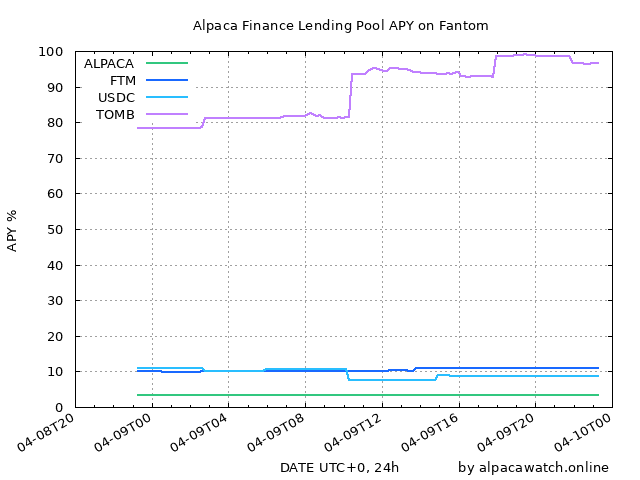 Alpaca Finance Lending Pool APY on Fantom
100
90
80
70
60
50
40
30
20
10
0
APY %
ALPACA
FTM
USDC
TOMB
04-08T20
04-09T00
04-09T04
04-09T08
04-09T12
04-09T16
04-09T20
04-10T00
DATE UTC+0, 24h
by alpacawatch.online